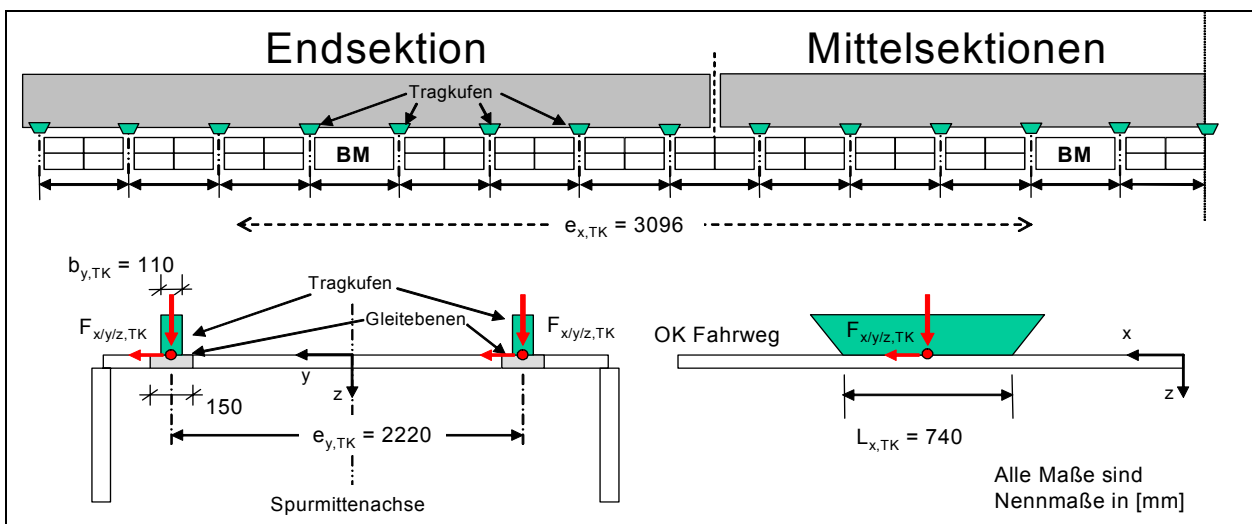 Endsektion
Mittelsektionen
Tragkufen
BM
BM
e_x,TK = 3096
b_y,TK = 110
Tragkufen
Gleitebenen
F_x/y/z,TK
F_x/y/z,TK
y
z
150
e_y,TK = 2220
Spurmittenachse
OK Fahrweg
F_x/y/z,TK
x
z
L_x,TK = 740
Alle Maße sind
Nennmaße in [mm]